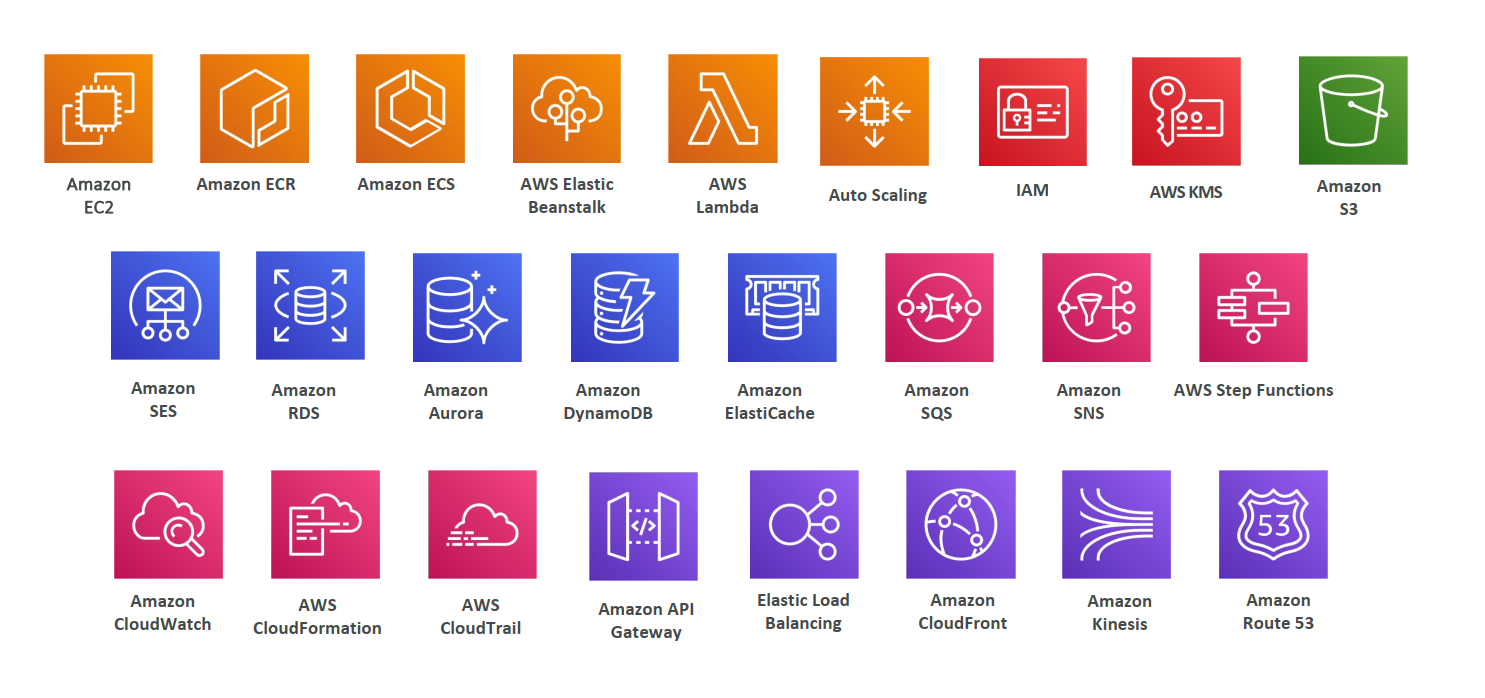 Amazon
EC2
Amazon ECR
Amazon ECS
AWS Elastic
Beanstalk
AWS
Lambda
Auto Scaling
IAM
AWS KMS
Amazon
S3
Amazon
SES
Amazon
RDS
Amazon
Aurora
Amazon
DynamoDB
Amazon
ElastiCache
Amazon
SQS
Amazon
SNS
AWS Step Functions
</>
53
Amazon
CloudWatch
AWS
CloudFormation
AWS
CloudTrail
Amazon API
Gateway
Elastic Load
Balancing
Amazon
CloudFront
Amazon
Kinesis
Amazon
Route 53